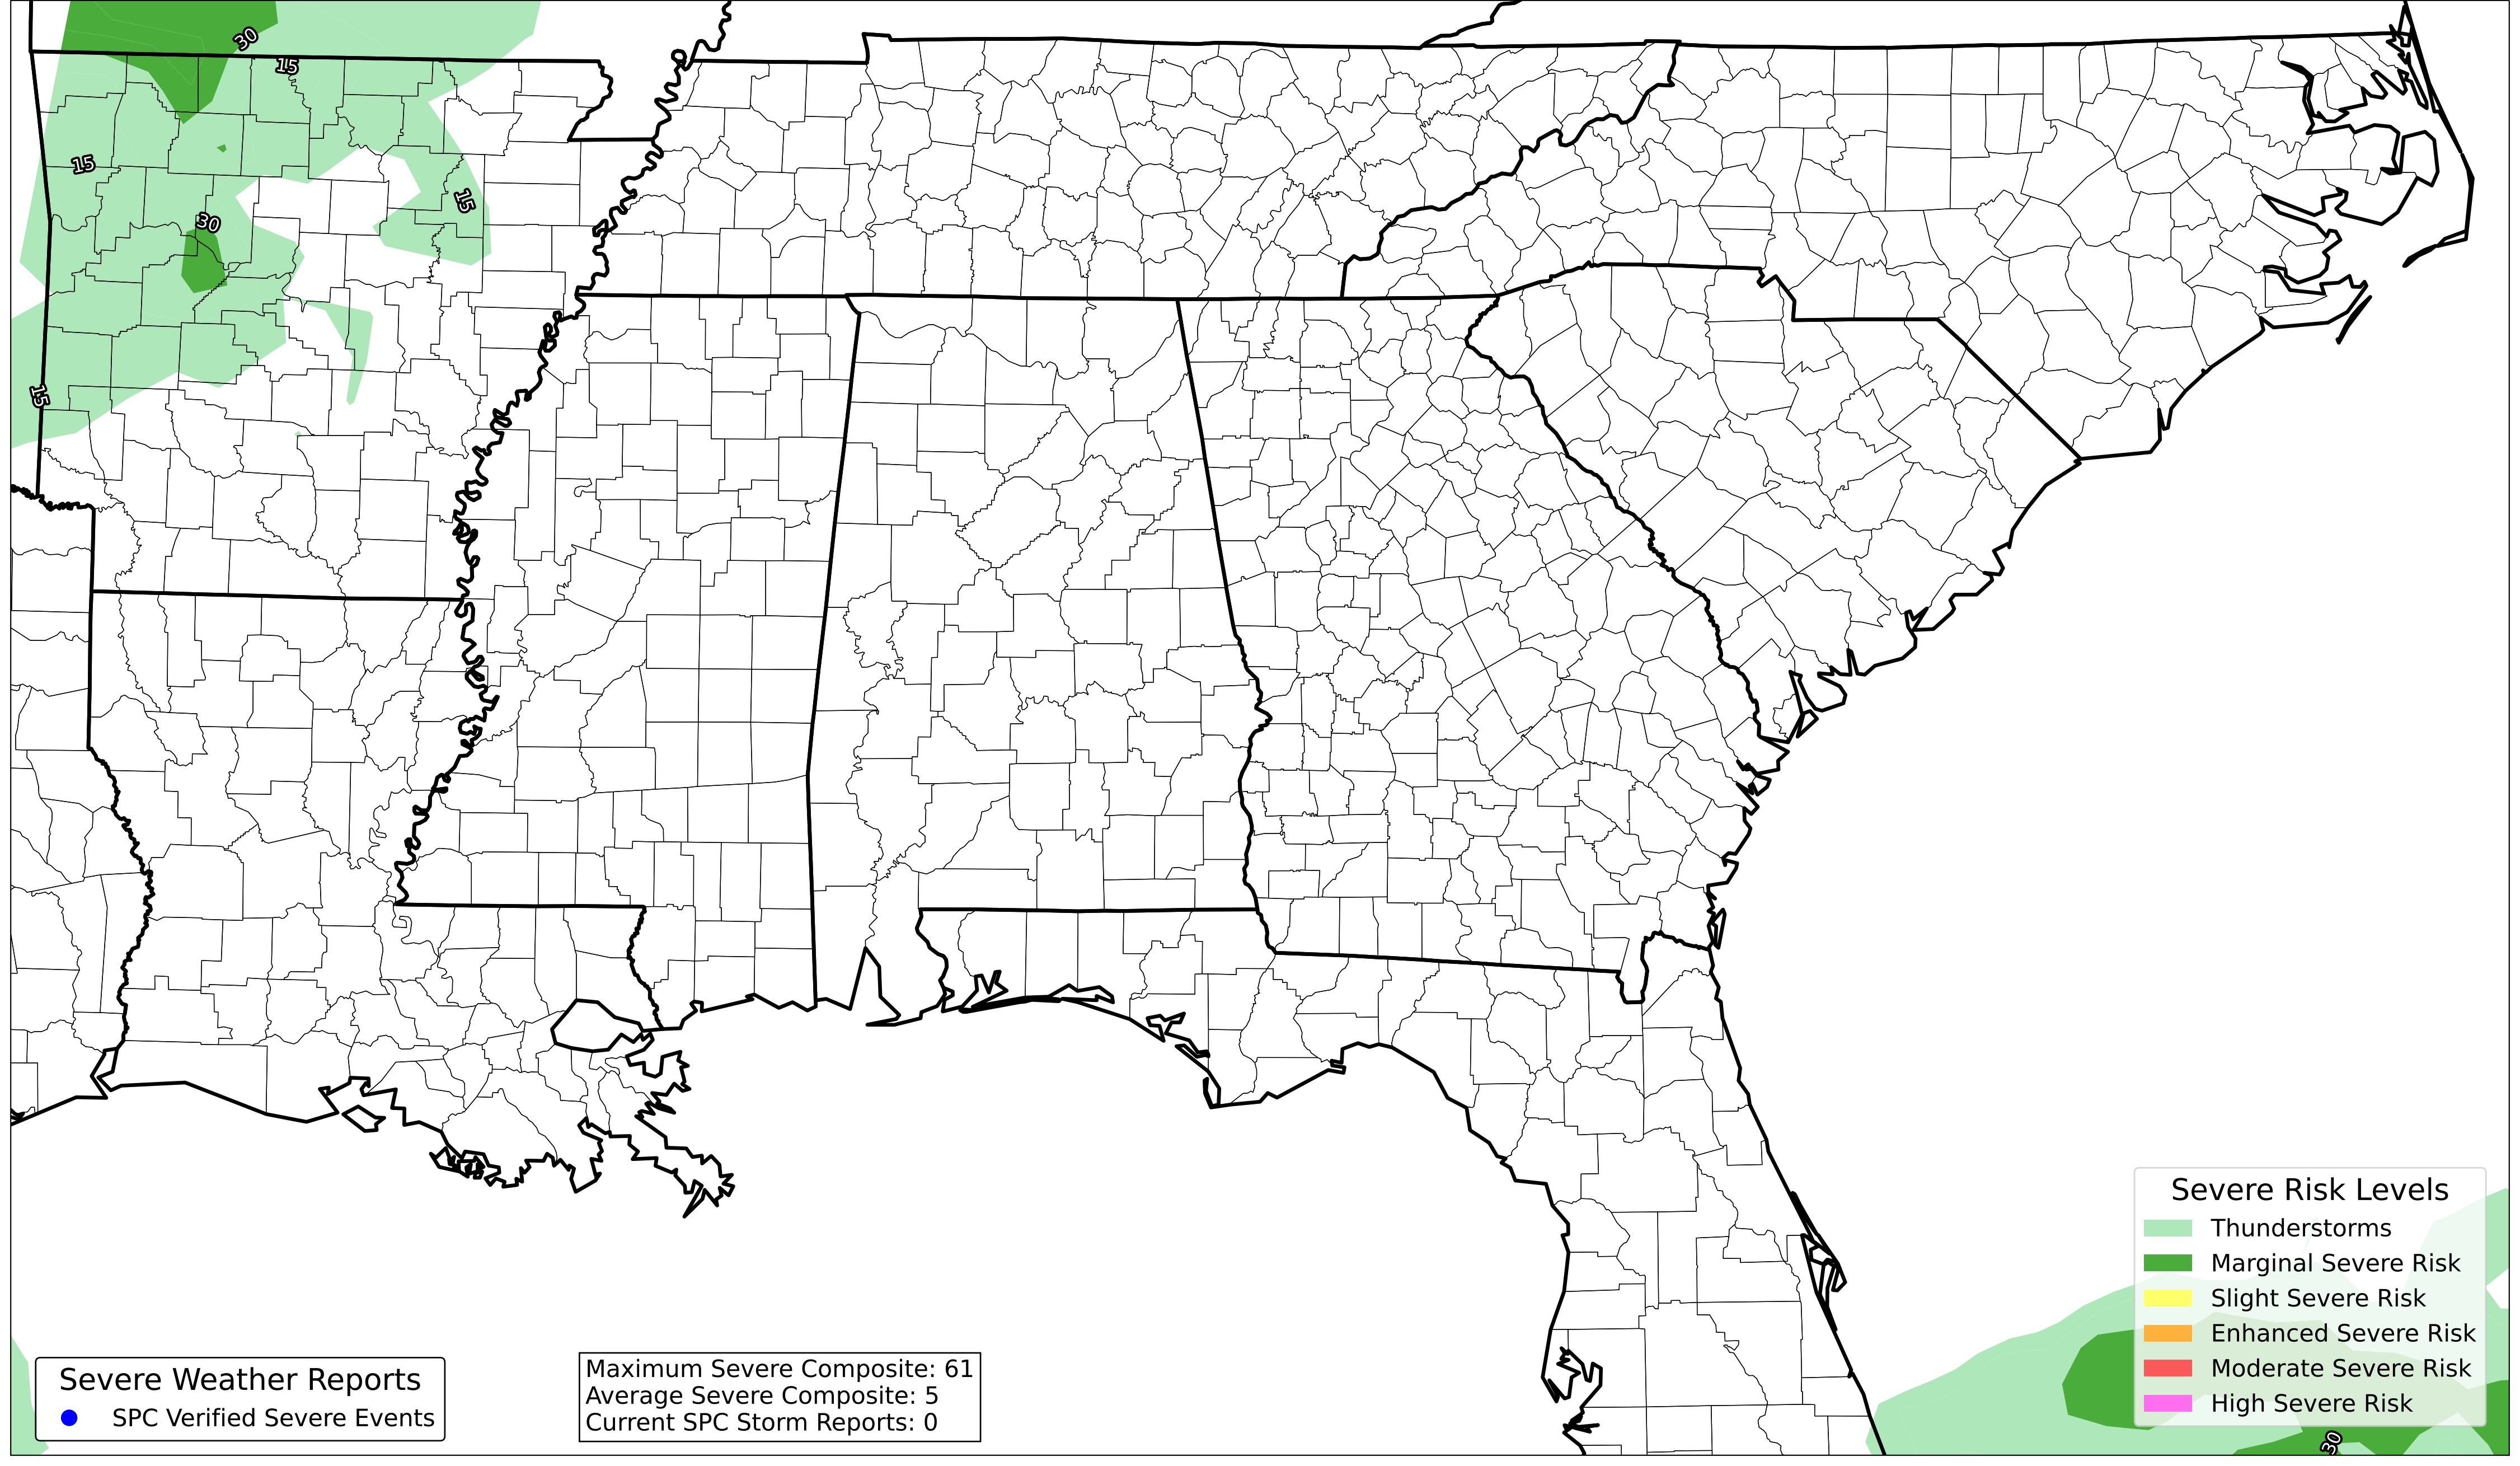 30
15
15
15
30
15
Severe Risk Levels
Thunderstorms
Marginal Severe Risk
Slight Severe Risk
Enhanced Severe Risk
Moderate Severe Risk
High Severe Risk
Severe Weather Reports
SPC Verified Severe Events
Maximum Severe Composite: 61
Average Severe Composite: 5
Current SPC Storm Reports: 0
30